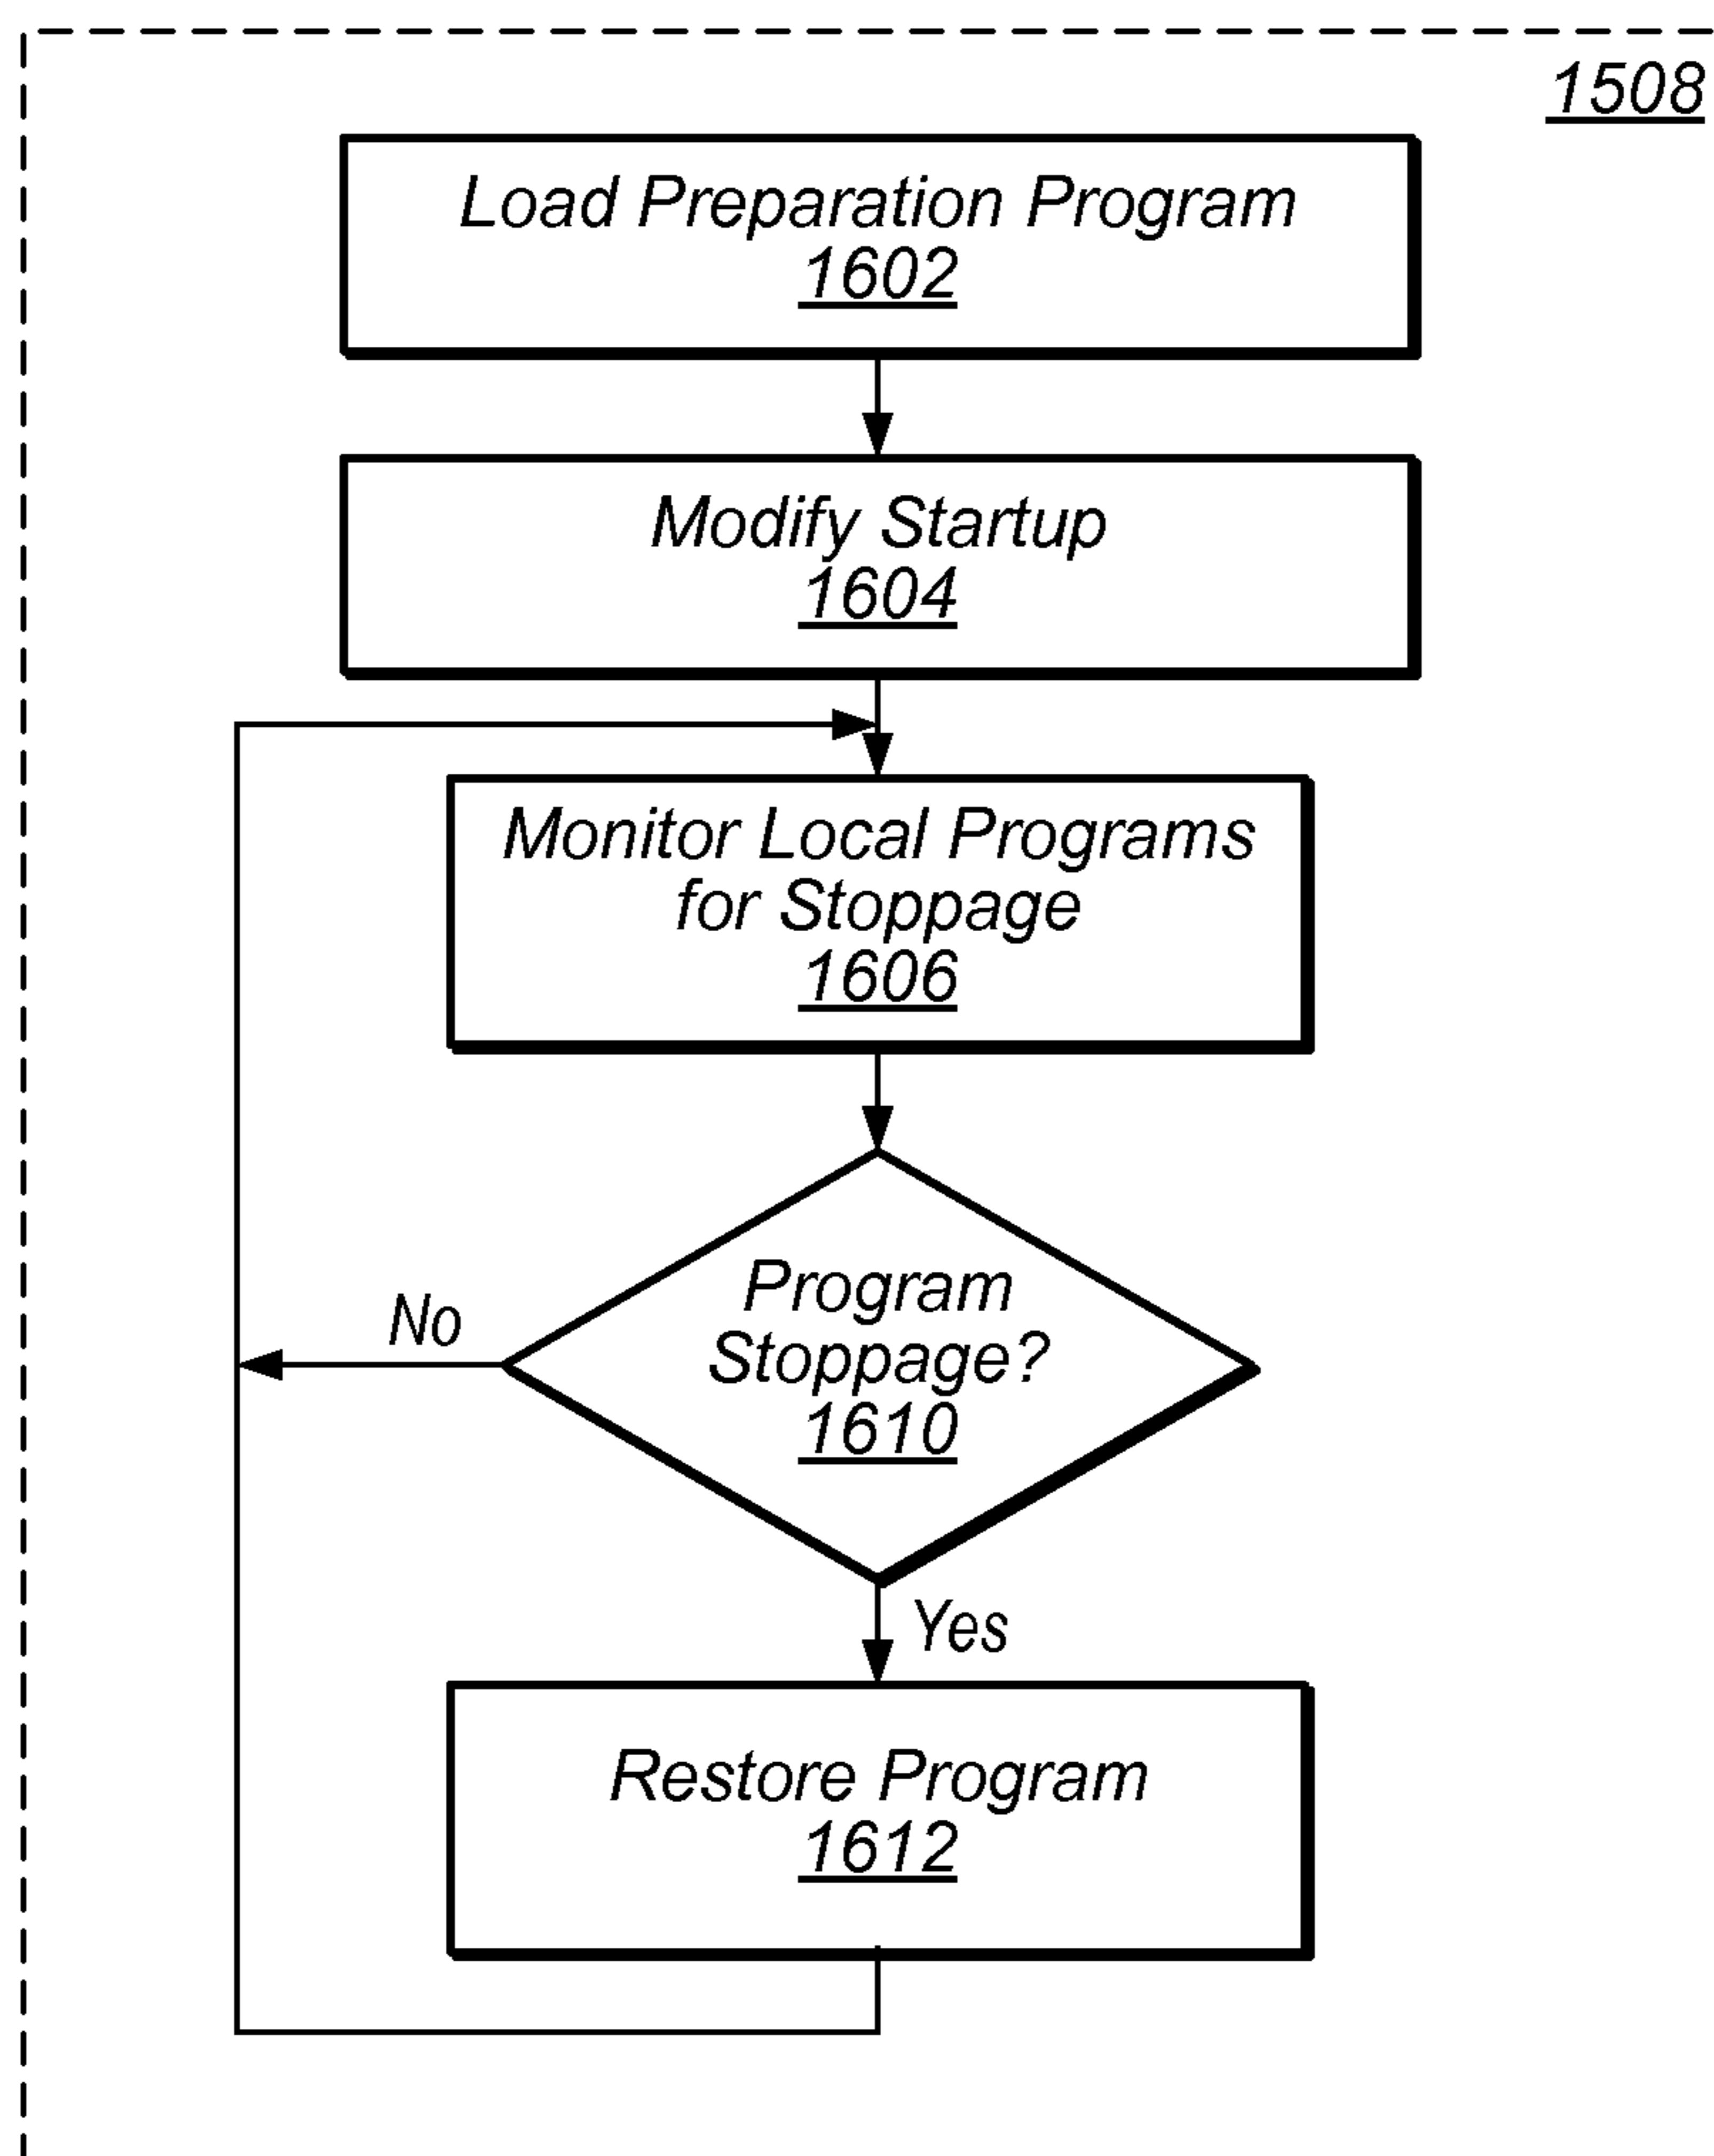 1508
Load Preparation Program
1602
Modify Startup
1604
Monitor Local Programs
for Stoppage
1606
Program
Stoppage?
1610
No
Yes
Restore Program
1612